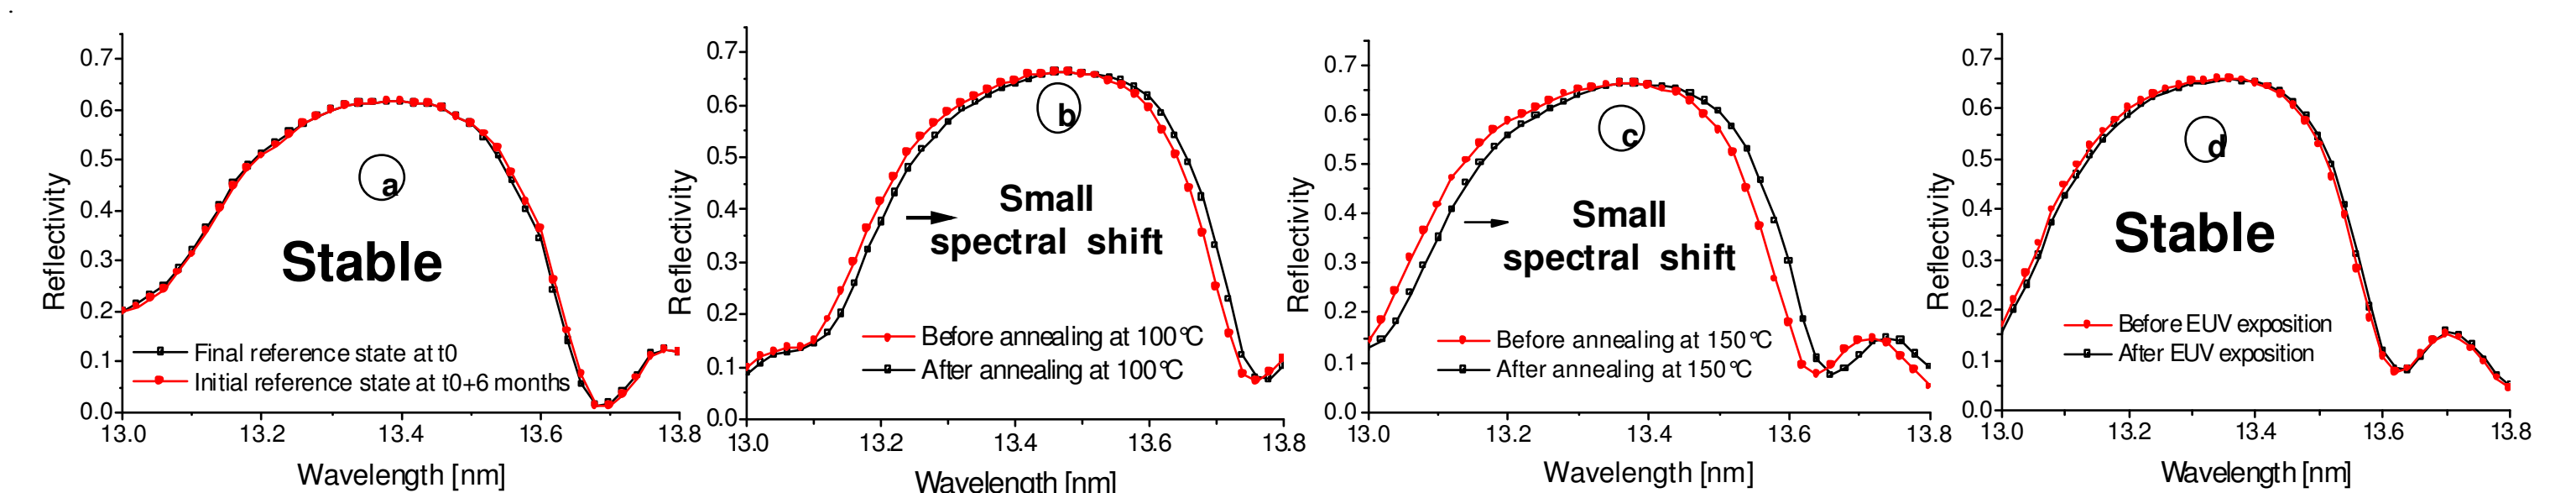 0.7
0.6
0.5
0.4
0.3
0.2
0.1
0.0
Reflectivity
a
Stable
Final reference state at t0
Initial reference state at t0+6 months
13.0 13.2 13.4 13.6 13.8
Wavelength [nm]
0.7
0.6
0.5
0.4
0.3
0.2
0.1
0.0
Reflectivity
b
Small
spectral shift
Before annealing at 100°C
After annealing at 100°C
13.0 13.2 13.4 13.6 13.8
Wavelength [nm]
0.7
0.6
0.5
0.4
0.3
0.2
0.1
0.0
Reflectivity
c
Small
spectral shift
Before annealing at 150°C
After annealing at 150°C
13.0 13.2 13.4 13.6 13.8
Wavelength [nm]
0.7
0.6
0.5
0.4
0.3
0.2
0.1
0.0
Reflectivity
d
Stable
Before EUV exposition
After EUV exposition
13.0 13.2 13.4 13.6 13.8
Wavelength [nm]